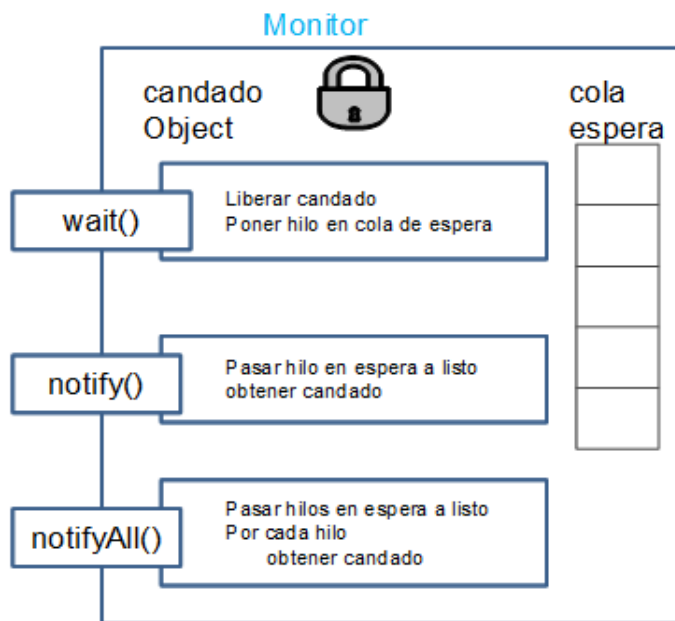 Monitor
candado
Object
cola
espera
wait()
Liberar candado
Poner hilo en cola de espera
notify()
Pasar hilo en espera a listo
obtener candado
notifyAll()
Pasar hilos en espera a listo
Por cada hilo
obtener candado